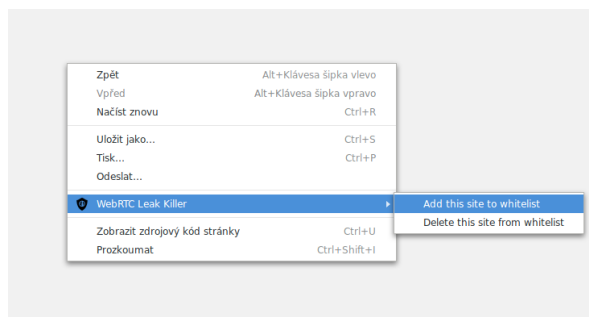 Zpět Alt+Klávesa šipka vlevo
Vpřed Alt+Klávesa šipka vpravo
Načíst znovu Ctrl+R
Uložit jako... Ctrl+S
Tisk... Ctrl+P
Odeslat...
WebRTC Leak Killer Add this site to whitelist
Delete this site from whitelist
Zobrazit zdrojový kód stránky Ctrl+U
Prozkoumat Ctrl+Shift+I